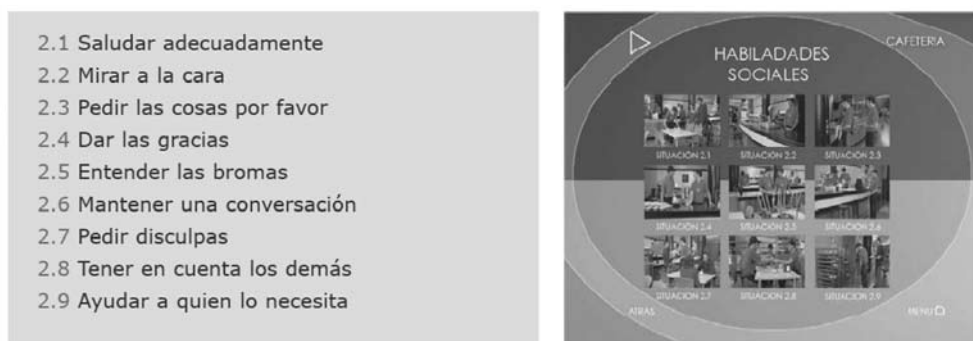 2.1 Saludar adecuadamente
2.2 Mirar a la cara
2.3 Pedir las cosas por favor
2.4 Dar las gracias
2.5 Entender las bromas
2.6 Mantener una conversación
2.7 Pedir disculpas
2.8 Tener en cuenta los demás
2.9 Ayudar a quien lo necesita
CAFETERIA
HABILADADES
SOCIALES
SITUACIÓN 2.1 SITUACIÓN 2.2 SITUACIÓN 2.3
SITUACIÓN 2.4 SITUACIÓN 2.5 SITUACIÓN 2.6
SITUACIÓN 2.7 SITUACIÓN 2.8 SITUACIÓN 2.9
ATRÁS MENÚ